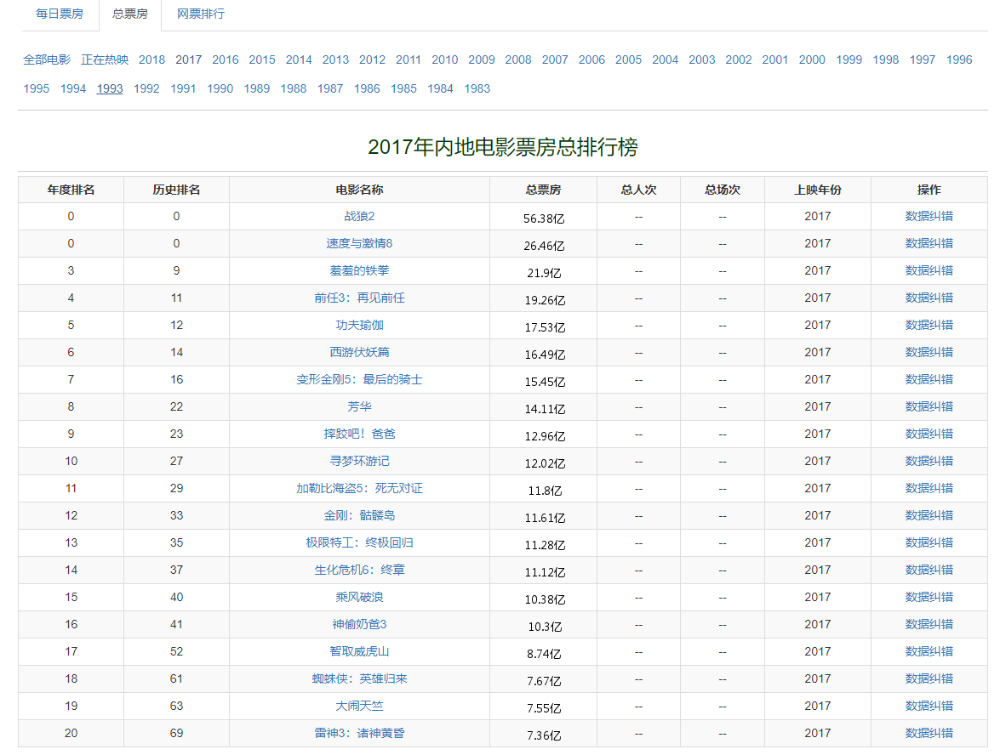 每日票房 总票房 网票排行
全部电影 正在热映 2018 2017 2016 2015 2014 2013 2012 2011 2010 2009 2008 2007 2006 2005 2004 2003 2002 2001 2000 1999 1998 1997 1996
1995 1994 1993 1992 1991 1990 1989 1988 1987 1986 1985 1984 1983
2017年内地电影票房总排行榜
年度排名 历史排名 电影名称 总票房 总人次 总场次 上映年份 操作
0 0 战狼2 56.38亿 -- -- 2017 数据纠错
0 0 速度与激情8 26.46亿 -- -- 2017 数据纠错
3 9 羞羞的铁拳 21.9亿 -- -- 2017 数据纠错
4 11 前任3：再见前任 19.26亿 -- -- 2017 数据纠错
5 12 功夫瑜伽 17.53亿 -- -- 2017 数据纠错
6 14 西游伏妖篇 16.49亿 -- -- 2017 数据纠错
7 16 变形金刚5：最后的骑士 15.45亿 -- -- 2017 数据纠错
8 22 芳华 14.11亿 -- -- 2017 数据纠错
9 23 摔跤吧！爸爸 12.96亿 -- -- 2017 数据纠错
10 27 寻梦环游记 12.02亿 -- -- 2017 数据纠错
11 29 加勒比海盗5：死无对证 11.8亿 -- -- 2017 数据纠错
12 33 金刚：骷髅岛 11.61亿 -- -- 2017 数据纠错
13 35 极限特工：终极回归 11.28亿 -- -- 2017 数据纠错
14 37 生化危机6：终章 11.12亿 -- -- 2017 数据纠错
15 40 乘风破浪 10.38亿 -- -- 2017 数据纠错
16 41 神偷奶爸3 10.3亿 -- -- 2017 数据纠错
17 52 智取威虎山 8.74亿 -- -- 2017 数据纠错
18 61 蜘蛛侠：英雄归来 7.67亿 -- -- 2017 数据纠错
19 63 大闹天竺 7.55亿 -- -- 2017 数据纠错
20 69 雷神3：诸神黄昏 7.36亿 -- -- 2017 数据纠错